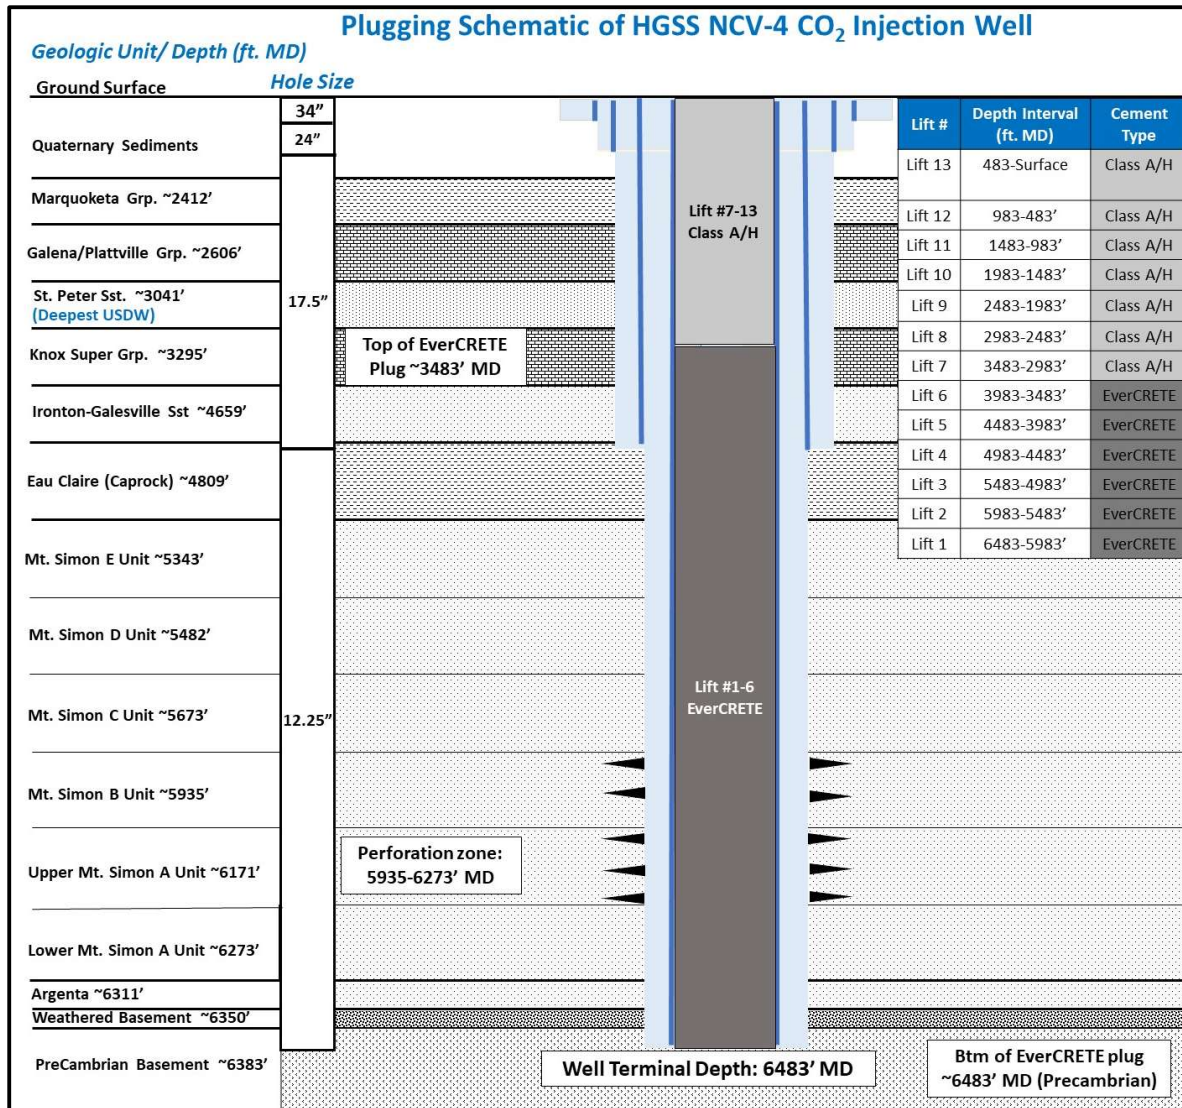 Plugging Schematic of HGSS NCV-4 CO₂ Injection Well
Geologic Unit/ Depth (ft. MD)
Hole Size
Ground Surface
34”
24”
Quaternary Sediments
Marquoketa Grp. ~2412’
Galena/Plattville Grp. ~2606’
St. Peter Sst. ~3041’
(Deepest USDW)
17.5”
Knox Super Grp. ~3295’
Ironton-Galesville Sst ~4659’
Eau Claire (Caprock) ~4809’
Mt. Simon E Unit ~5343’
Mt. Simon D Unit ~5482’
Mt. Simon C Unit ~5673’
12.25”
Mt. Simon B Unit ~5935’
Upper Mt. Simon A Unit ~6171’
Lower Mt. Simon A Unit ~6273’
Argenta ~6311’
Weathered Basement ~6350’
PreCambrian Basement ~6383’
Top of EverCRETE
Plug ~3483’ MD
Perforation zone:
5935-6273’ MD
Lift #7-13
Class A/H
Lift #1-6
EverCRETE
Well Terminal Depth: 6483’ MD
Btm of EverCRETE plug
~6483’ MD (Precambrian)
Lift # Depth Interval (ft. MD) Cement Type
Lift 13 483-Surface Class A/H
Lift 12 983-483’ Class A/H
Lift 11 1483-983’ Class A/H
Lift 10 1983-1483’ Class A/H
Lift 9 2483-1983’ Class A/H
Lift 8 2983-2483’ Class A/H
Lift 7 3483-2983’ Class A/H
Lift 6 3983-3483’ EverCRETE
Lift 5 4483-3983’ EverCRETE
Lift 4 4983-4483’ EverCRETE
Lift 3 5483-4983’ EverCRETE
Lift 2 5983-5483’ EverCRETE
Lift 1 6483-5983’ EverCRETE